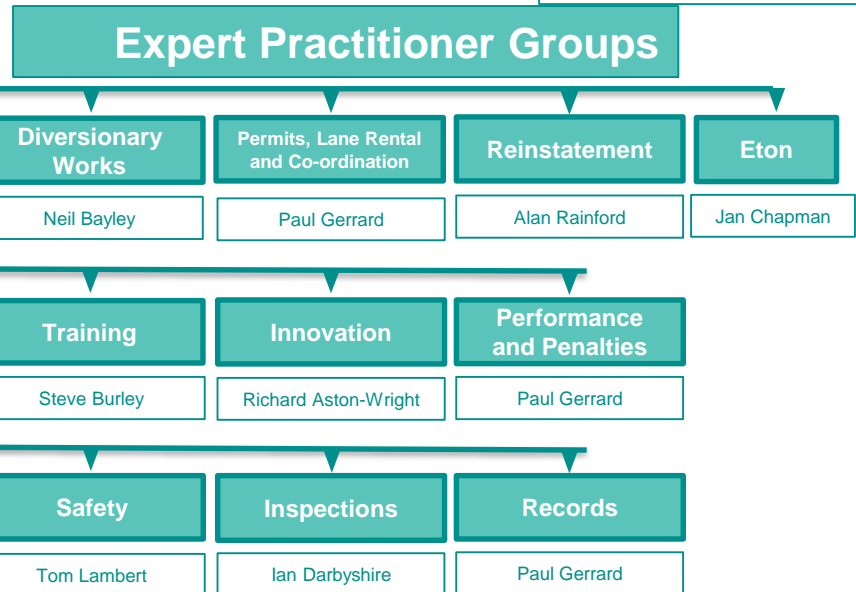 Expert Practitioner Groups
Diversionary
Works
Permits, Lane Rental
and Co-ordination
Reinstatement
Eton
Neil Bayley
Paul Gerrard
Alan Rainford
Jan Chapman
Training
Innovation
Performance
and Penalties
Steve Burley
Richard Aston-Wright
Paul Gerrard
Safety
Inspections
Records
Tom Lambert
Ian Darbyshire
Paul Gerrard